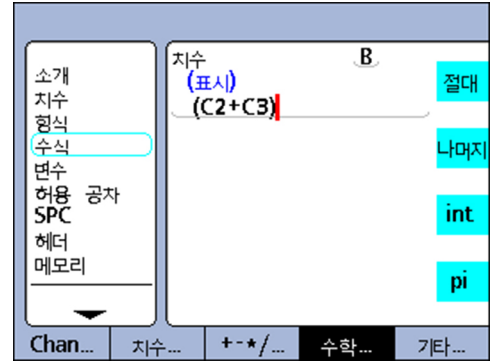 소개
치수
형식
수식
변수
허용 공차
SPC
헤더
메모리
치수
B
(표시)
(C2+C3)
절대
나머지
int
pi
Chan...
치수...
+-*/...
수학...
기타...